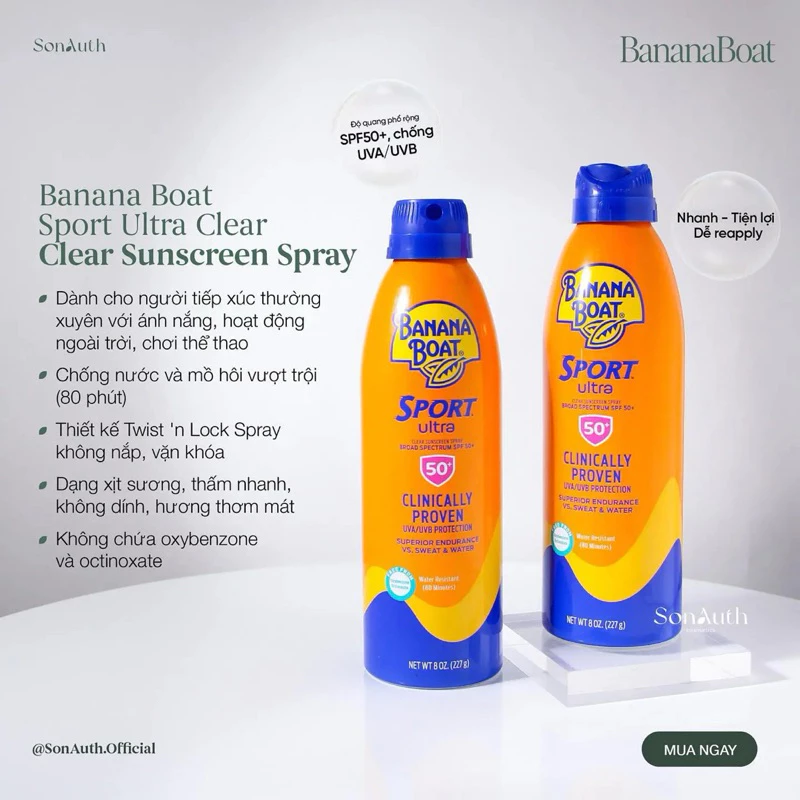 SonAuth
BananaBoat
Độ quang phổ rộng
SPF50+, chống
UVA/UVB
Nhanh - Tiện lợi
Dễ reapply
Banana Boat
Sport Ultra Clear
Clear Sunscreen Spray
Dành cho người tiếp xúc thường
xuyên với ánh nắng, hoạt động
ngoài trời, chơi thể thao
Chống nước và mồ hôi vượt trội
(80 phút)
Thiết kế Twist 'n Lock Spray
không nắp, vặn khóa
Dạng xịt sương, thấm nhanh,
không dính, hương thơm mát
Không chứa oxybenzone
và octinoxate
BANANA
BOAT®
SPORT
ultra
CLEAR SUNSCREEN SPRAY
BROAD SPECTRUM SPF 50+
50+
CLINICALLY
PROVEN
UVA/UVB PROTECTION
SUPERIOR ENDURANCE
VS. SWEAT & WATER
Water Resistant
(80 Minutes)
NET WT 8 OZ. (227g)
BANANA
BOAT®
SPORT
ultra
CLEAR SUNSCREEN SPRAY
BROAD SPECTRUM SPF 50+
50+
CLINICALLY
PROVEN
UVA/UVB PROTECTION
SUPERIOR ENDURANCE
VS. SWEAT & WATER
Water Resistant
(80 Minutes)
NET WT 8 OZ. (227g)
SonAuth
@SonAuth.Official
MUA NGAY